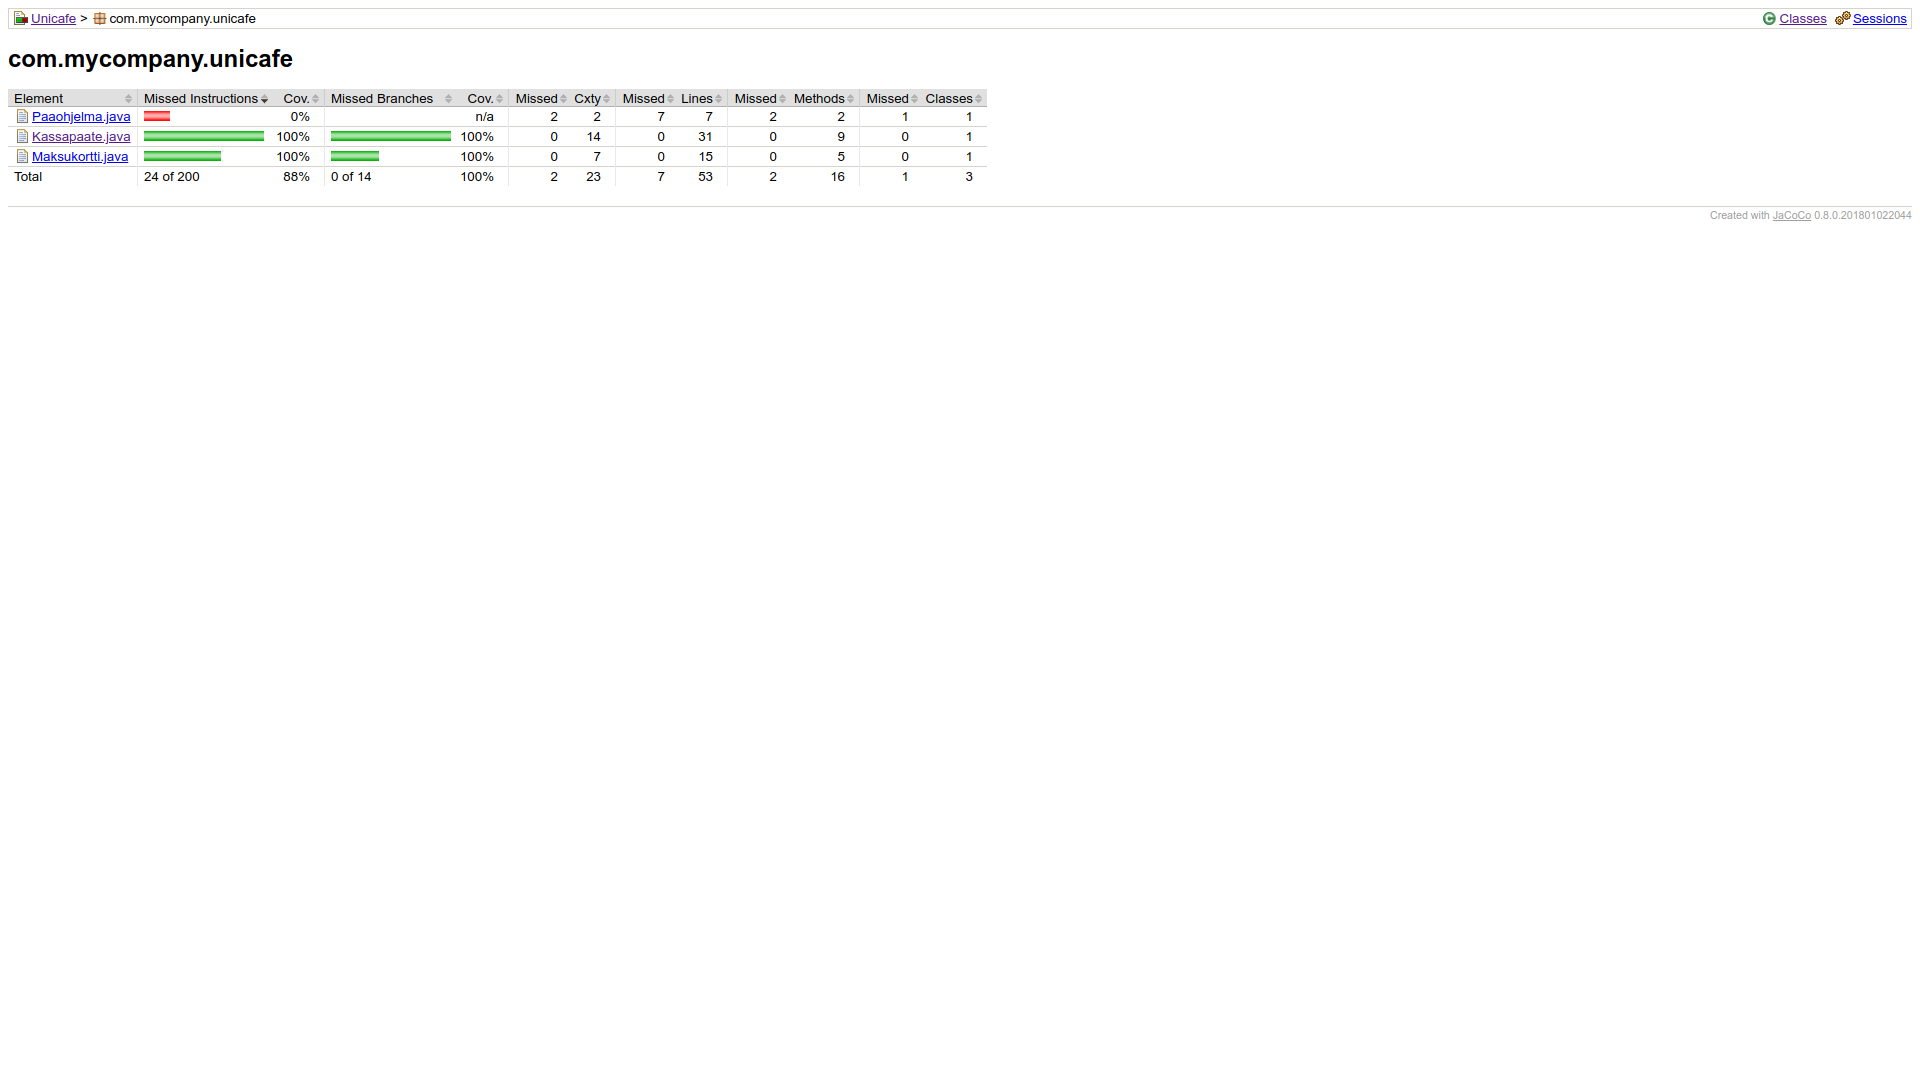 Unicafe > com.mycompany.unicafe Classes Sessions
com.mycompany.unicafe
Element Missed Instructions Cov. Missed Branches Cov. Missed Cxty Missed Lines Missed Methods Missed Classes
Paaohjelma.java 0% n/a 2 2 7 7 2 2 1 1
Kassapaate.java 100% 100% 0 14 0 31 0 9 0 1
Maksukortti.java 100% 100% 0 7 0 15 0 5 0 1
Total 24 of 200 88% 0 of 14 100% 2 23 7 53 2 16 1 3
Created with JaCoCo 0.8.0.201801022044